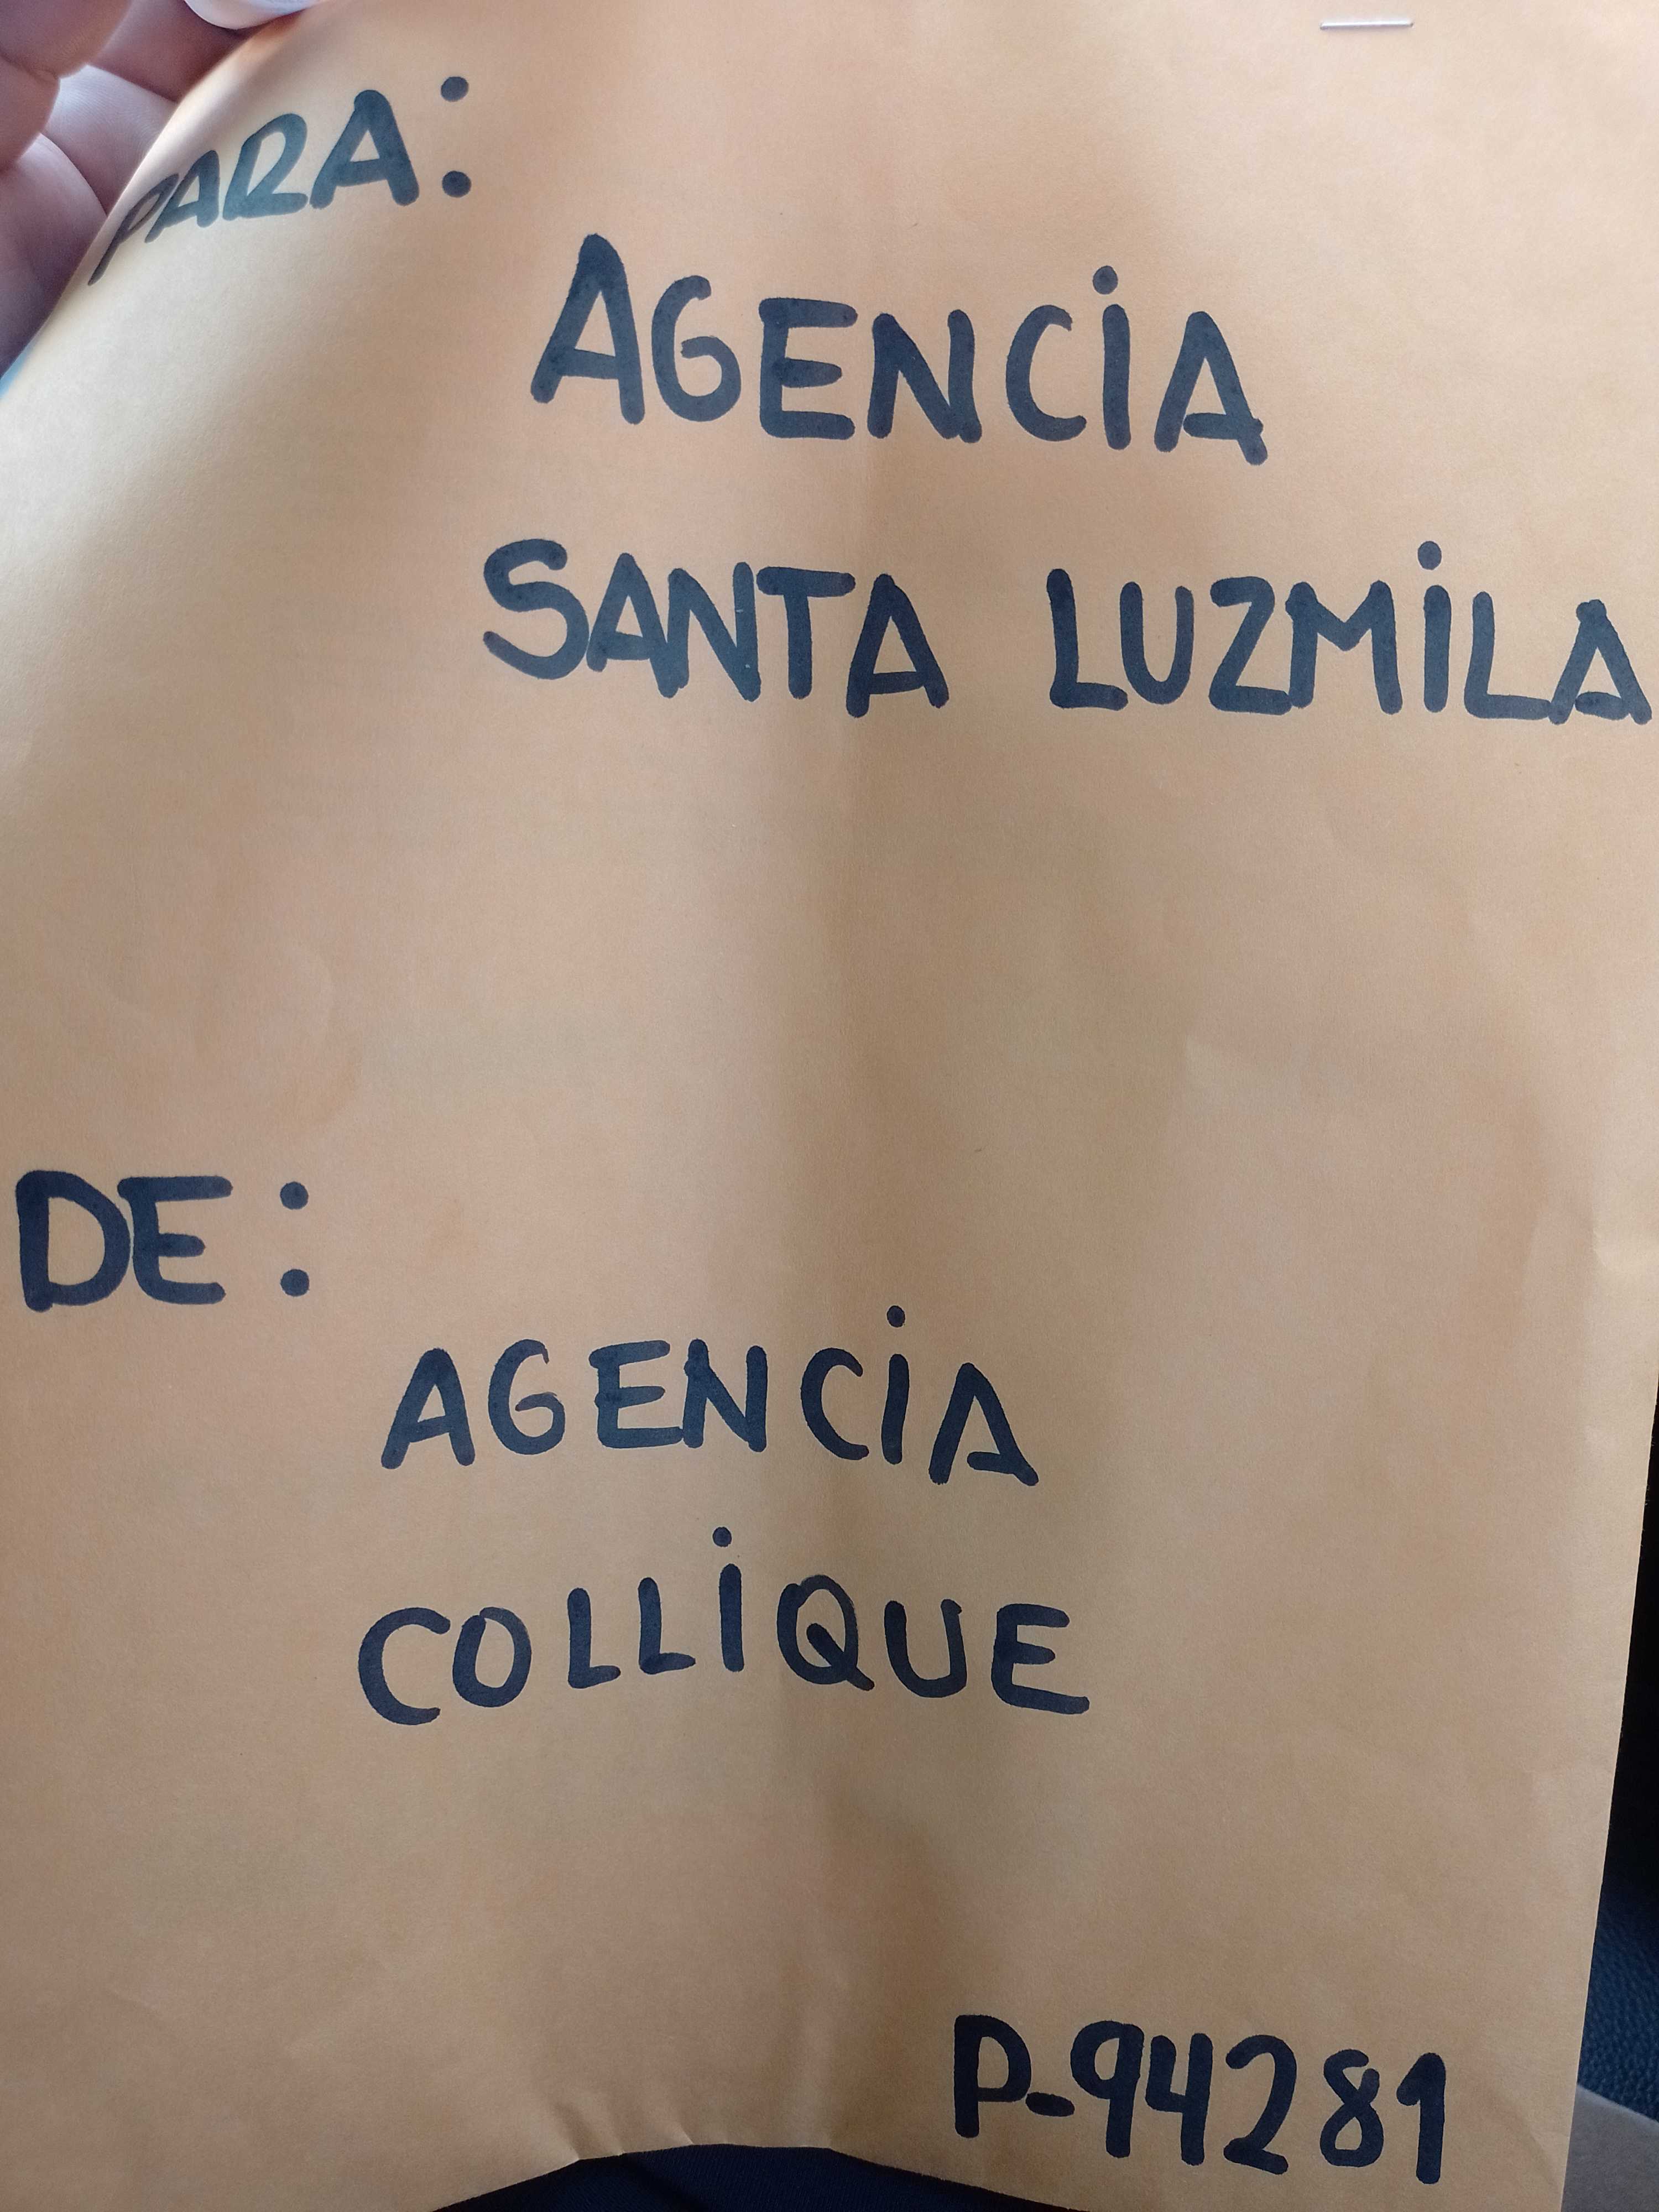 PARA:
AGENCIA
SANTA LUZMILA
DE:
AGENCIA
COLLIQUE
P-94281